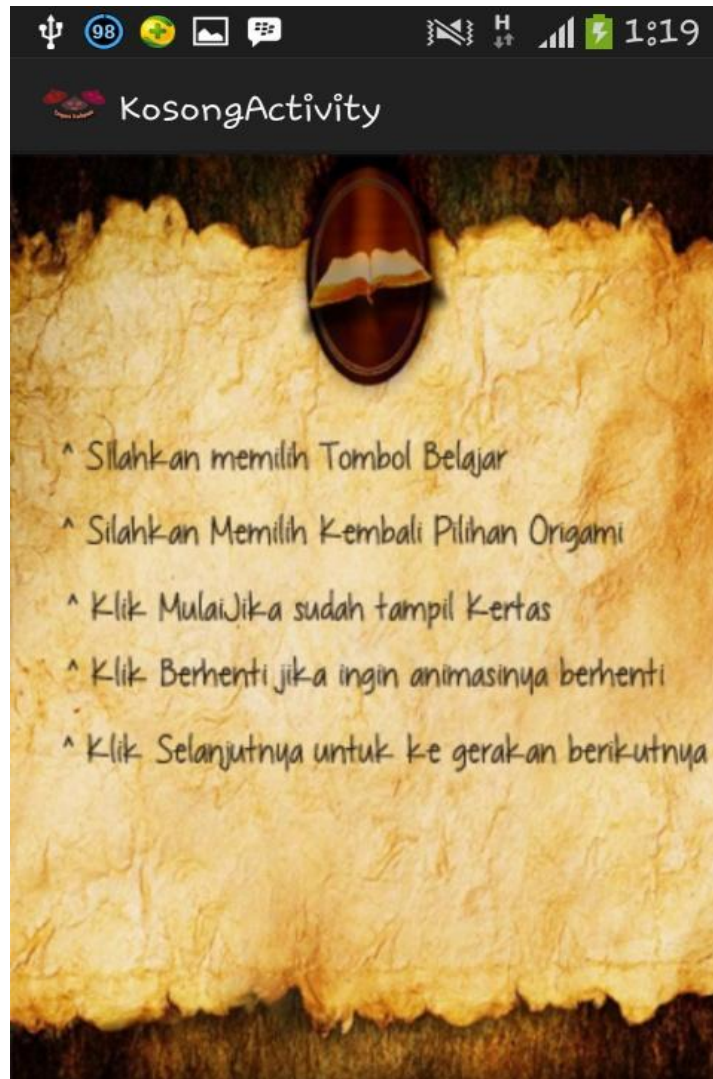 98 H 1:19
KosongActivity
^ SIlahkan memilih Tombol Belajar
^ Silahkan Memilih Kembali Pilihan Origami
^ Klik MulaiJika sudah tampil Kertas
^ Klik Berhenti jika ingin animasinya berhenti
^ Klik Selanjutnya untuk ke gerakan berikutnya